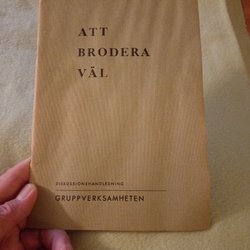 ATT
BRODERA
VÄL
DISKUSSIONSHANDLEDNING
GRUPPVERKSAMHETEN